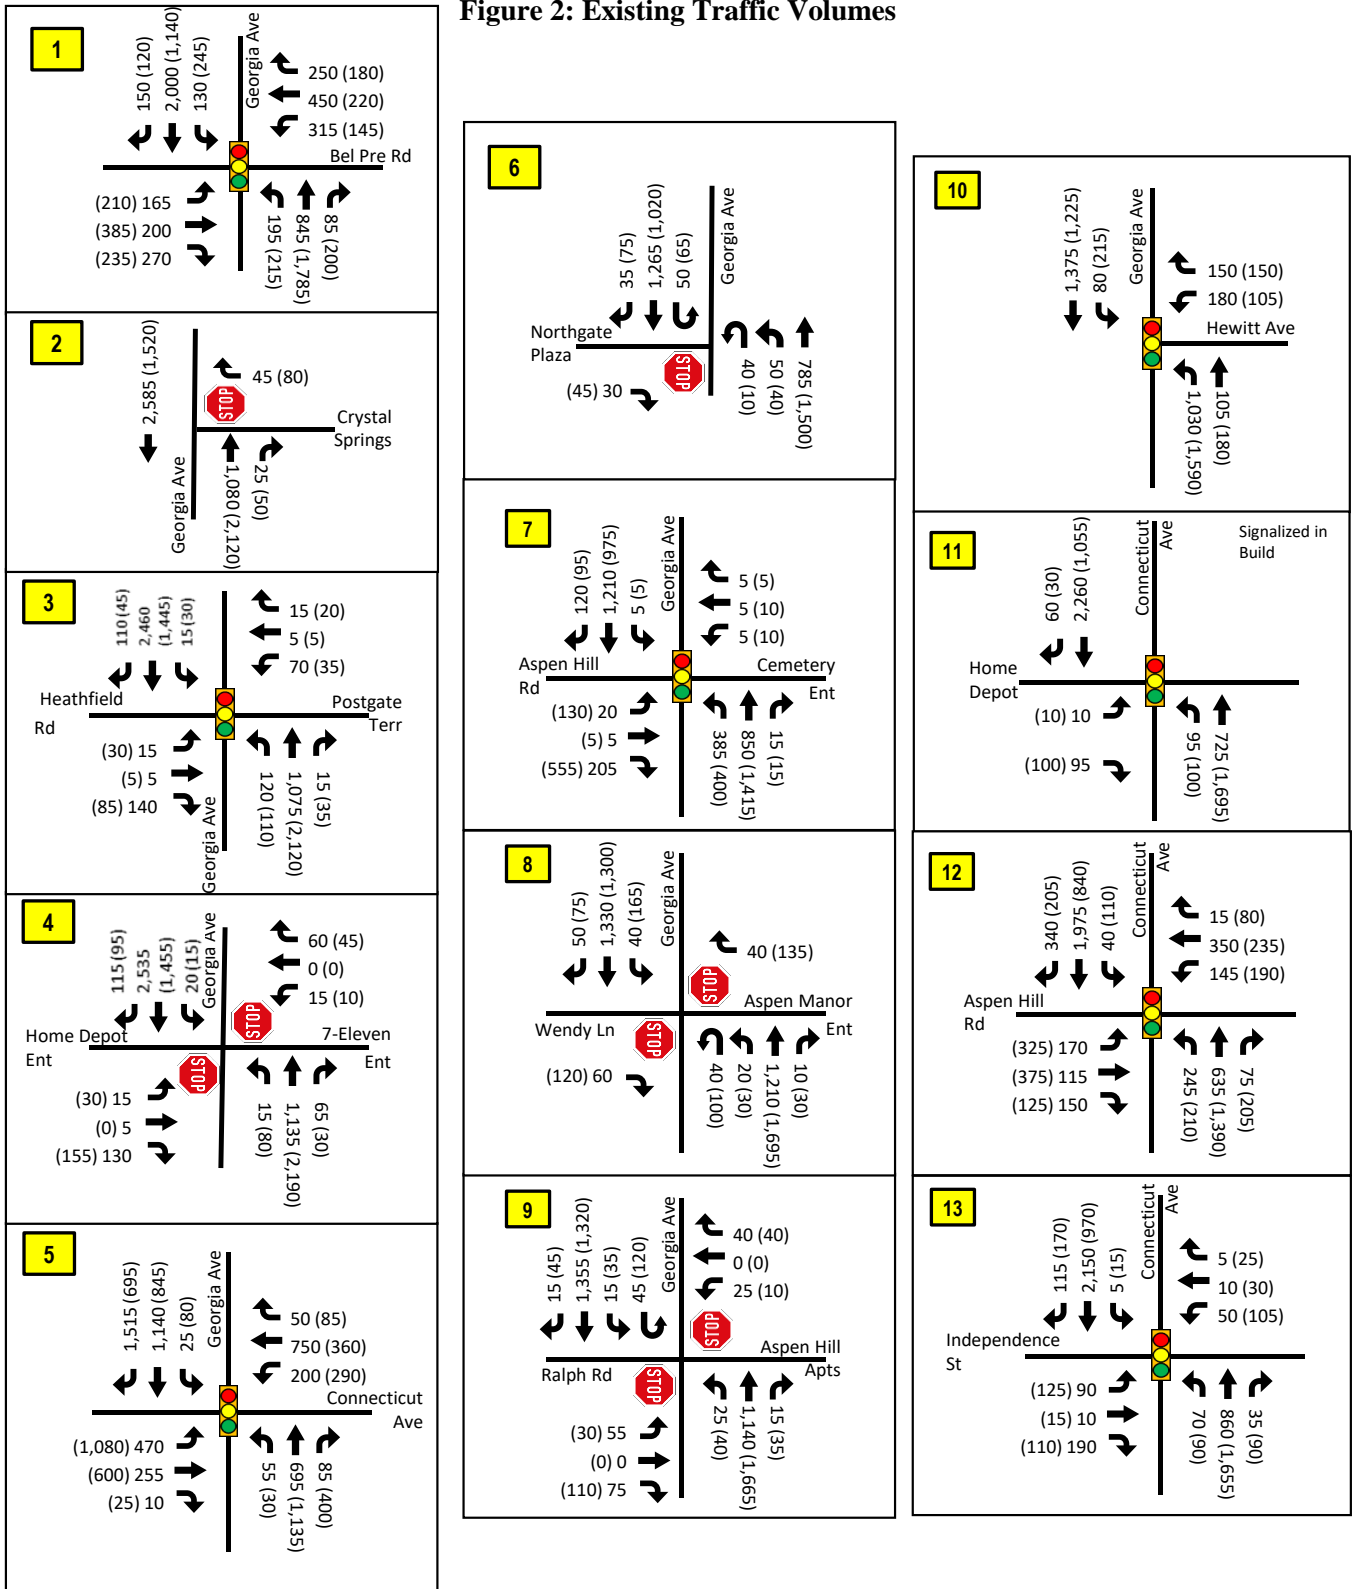 Figure 2: Existing Traffic Volumes
1
150 (120)
2,000 (1,140)
130 (245)
Georgia Ave
250 (180)
450 (220)
315 (145)
Bel Pre Rd
(210) 165
(385) 200
(235) 270
195 (215)
845 (1,785)
85 (200)
2
2,585 (1,520)
45 (80)
STOP
Crystal
Springs
Georgia Ave
1,080 (2,120)
25 (50)
3
110 (45)
2,460
(1,445)
15 (30)
15 (20)
5 (5)
70 (35)
Heathfield
Rd
Postgate
Terr
(30) 15
(5) 5
(85) 140
Georgia Ave
120 (110)
1,075 (2,120)
15 (35)
4
115 (95)
2,535
(1,455)
20 (15)
Georgia Ave
60 (45)
0 (0)
15 (10)
STOP
Home Depot
Ent
7-Eleven
Ent
STOP
(30) 15
(0) 5
(155) 130
15 (80)
1,135 (2,190)
65 (30)
5
1,515 (695)
1,140 (845)
25 (80)
Georgia Ave
50 (85)
750 (360)
200 (290)
Connecticut
Ave
(1,080) 470
(600) 255
(25) 10
55 (30)
695 (1,135)
85 (400)
6
35 (75)
1,265 (1,020)
50 (65)
Georgia Ave
Northgate
Plaza
STOP
(45) 30
40 (10)
50 (40)
785 (1,500)
7
120 (95)
1,210 (975)
5 (5)
Georgia Ave
5 (5)
5 (10)
5 (10)
Aspen Hill
Rd
Cemetery
Ent
(130) 20
(5) 5
(555) 205
385 (400)
850 (1,415)
15 (15)
8
50 (75)
1,330 (1,300)
40 (165)
Georgia Ave
40 (135)
STOP
Aspen Manor
Ent
Wendy Ln
STOP
(120) 60
40 (100)
20 (30)
1,210 (1,695)
10 (30)
9
15 (45)
1,355 (1,320)
15 (35)
45 (120)
Georgia Ave
40 (40)
0 (0)
25 (10)
STOP
Aspen Hill
Apts
Ralph Rd
STOP
(30) 55
(0) 0
(110) 75
25 (40)
1,140 (1,665)
15 (35)
10
1,375 (1,225)
80 (215)
Georgia Ave
150 (150)
180 (105)
Hewitt Ave
1,030 (1,590)
105 (180)
11
60 (30)
2,260 (1,055)
Connecticut
Ave
Signalized in
Build
Home
Depot
(10) 10
(100) 95
95 (100)
725 (1,695)
12
340 (205)
1,975 (840)
40 (110)
Connecticut
Ave
15 (80)
350 (235)
145 (190)
Aspen Hill
Rd
(325) 170
(375) 115
(125) 150
245 (210)
635 (1,390)
75 (205)
13
115 (170)
2,150 (970)
5 (15)
Connecticut
Ave
5 (25)
10 (30)
50 (105)
Independence
St
(125) 90
(15) 10
(110) 190
70 (90)
860 (1,655)
35 (90)